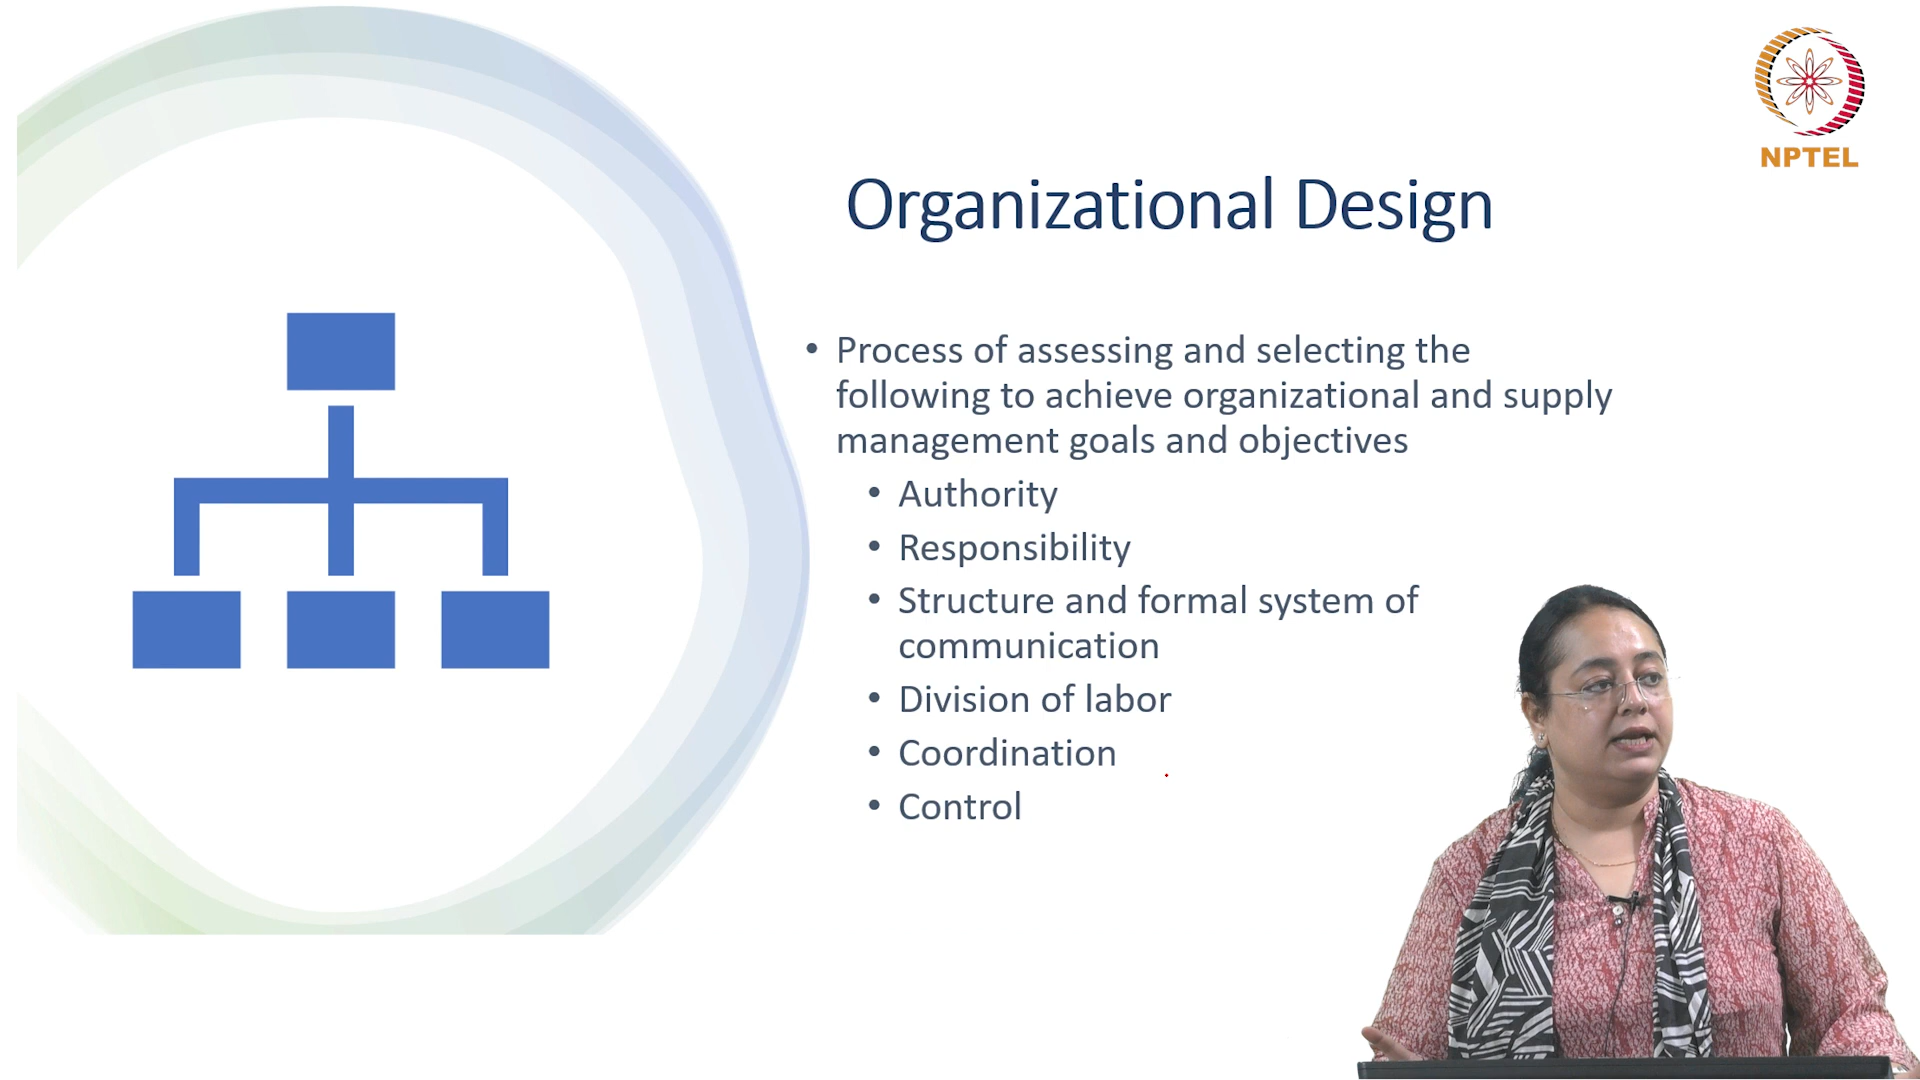 NPTEL
Organizational Design
• Process of assessing and selecting the
following to achieve organizational and supply
management goals and objectives
• Authority
• Responsibility
• Structure and formal system of
communication
• Division of labor
• Coordination
• Control